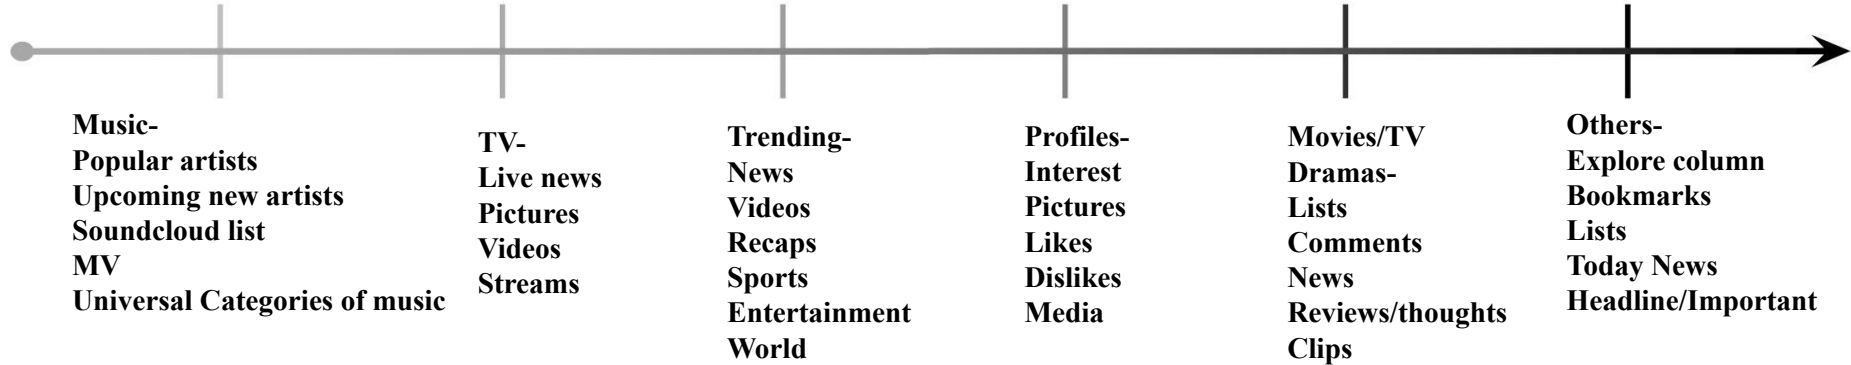 Music-
Popular artists
Upcoming new artists
Soundcloud list
MV
Universal Categories of music
TV-
Live news
Pictures
Videos
Streams
Trending-
News
Videos
Recaps
Sports
Entertainment
World
Profiles-
Interest
Pictures
Likes
Dislikes
Media
Movies/TV
Dramas-
Lists
Comments
News
Reviews/thoughts
Clips
Others-
Explore column
Bookmarks
Lists
Today News
Headline/Important